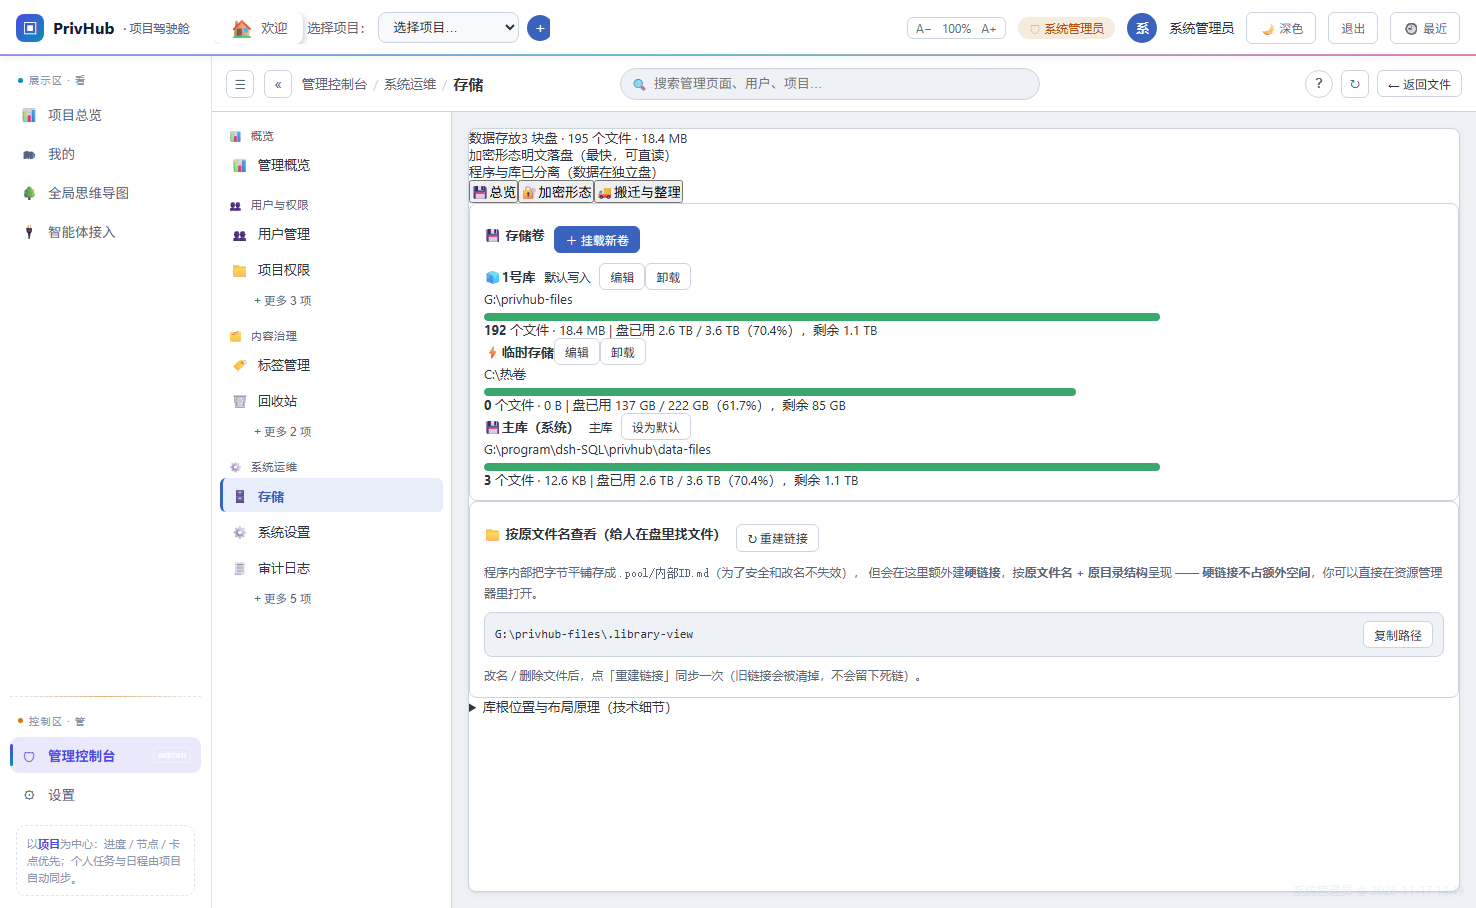 PrivHub · 项目驾驶舱
欢迎
选择项目：
选择项目...
+
A− 100% A+
系统管理员
系
系统管理员
深色
退出
最近
展示区 · 看
项目总览
我的
全局思维导图
智能体接入
控制区 · 管
管理控制台 admin
设置
以项目为中心：进度 / 节点 / 卡
点优先；个人任务与日程由项目
自动同步。
☰
«
管理控制台 / 系统运维 / 存储
搜索管理页面、用户、项目…
?
↻
← 返回文件
概览
管理概览
用户与权限
用户管理
项目权限
+ 更多 3 项
内容治理
标签管理
回收站
+ 更多 2 项
系统运维
存储
系统设置
审计日志
+ 更多 5 项
数据存放3 块盘 · 195 个文件 · 18.4 MB
加密形态明文落盘（最快，可直读）
程序与库已分离（数据在独立盘）
总览 加密形态 搬迁与整理
存储卷 ＋ 挂载新卷
1号库 默认写入 编辑 卸载
G:\privhub-files
192 个文件 · 18.4 MB | 盘已用 2.6 TB / 3.6 TB（70.4%），剩余 1.1 TB
临时存储 编辑 卸载
C:\热卷
0 个文件 · 0 B | 盘已用 137 GB / 222 GB（61.7%），剩余 85 GB
主库（系统） 主库 设为默认
G:\program\dsh-SQL\privhub\data-files
3 个文件 · 12.6 KB | 盘已用 2.6 TB / 3.6 TB（70.4%），剩余 1.1 TB
按原文件名查看（给人在盘里找文件） ↻ 重建链接
程序内部把字节平铺存成 .pool/内部ID.md（为了安全和改名不失效），但会在这里额外建硬链接，按原文件名 + 原目录结构呈现 —— 硬链接不占额外空间，你可以直接在资源管理
器里打开。
G:\privhub-files\.library-view 复制路径
改名 / 删除文件后，点「重建链接」同步一次（旧链接会被清掉，不会留下死链）。
▶ 库根位置与布局原理（技术细节）